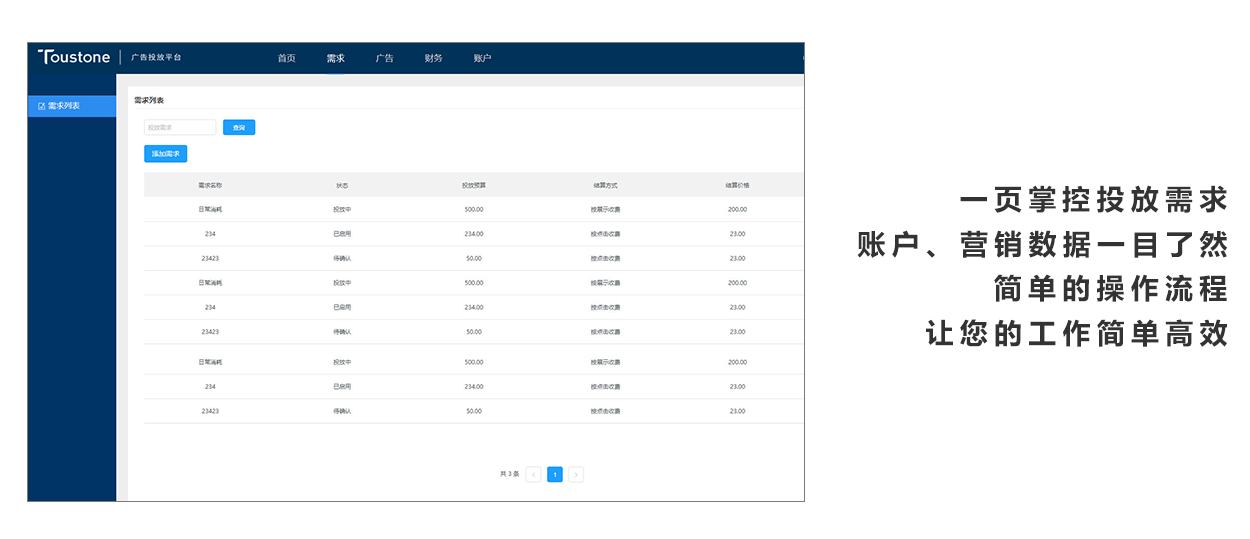 Toustone 广告投放平台 首页 需求 广告 财务 账户
需求列表
需求列表
投放需求 查询
添加需求
需求名称 状态 投放预算 结算方式 结算价格
日常消耗 投放中 500.00 按展示收费 200.00
234 已启用 234.00 按点击收费 23.00
23423 待确认 50.00 按点击收费 23.00
日常消耗 投放中 500.00 按展示收费 200.00
234 已启用 234.00 按点击收费 23.00
23423 待确认 50.00 按点击收费 23.00
日常消耗 投放中 500.00 按展示收费 200.00
234 已启用 234.00 按点击收费 23.00
23423 待确认 50.00 按点击收费 23.00
共 3 条 < 1 >
一页掌控投放需求
账户、营销数据一目了然
简单的操作流程
让您的工作简单高效